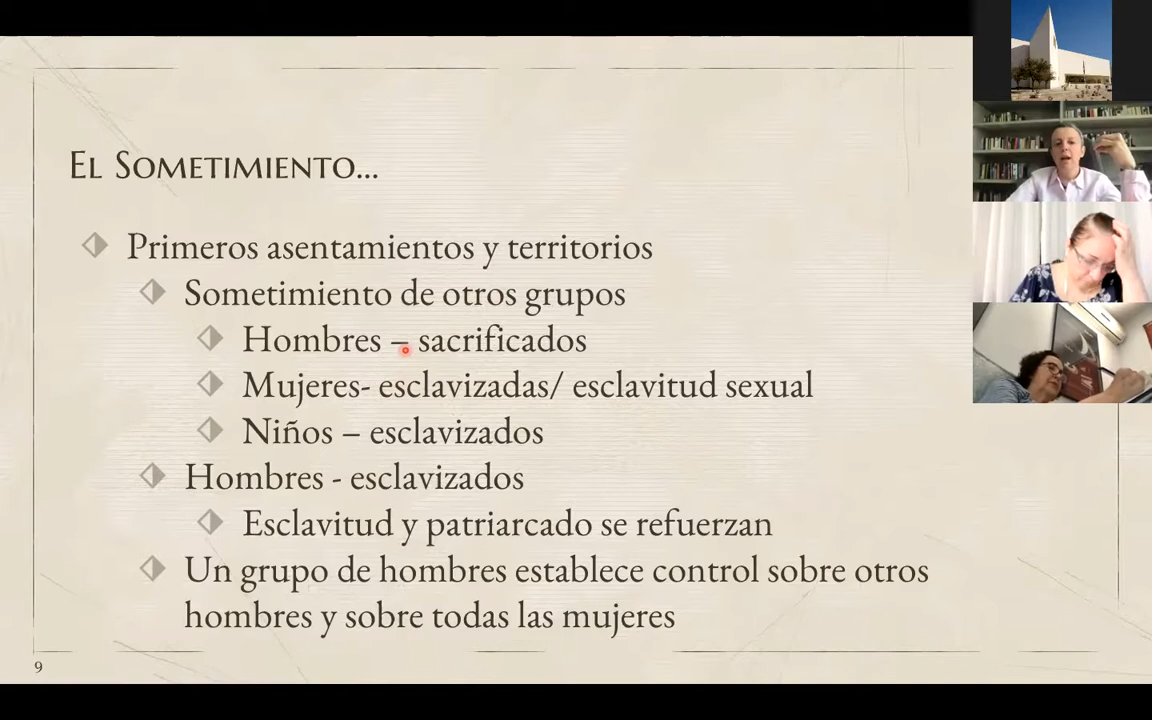 El Sometimiento...
Primeros asentamientos y territorios
Sometimiento de otros grupos
Hombres – sacrificados
Mujeres- esclavizadas/ esclavitud sexual
Niños – esclavizados
Hombres - esclavizados
Esclavitud y patriarcado se refuerzan
Un grupo de hombres establece control sobre otros
hombres y sobre todas las mujeres
9